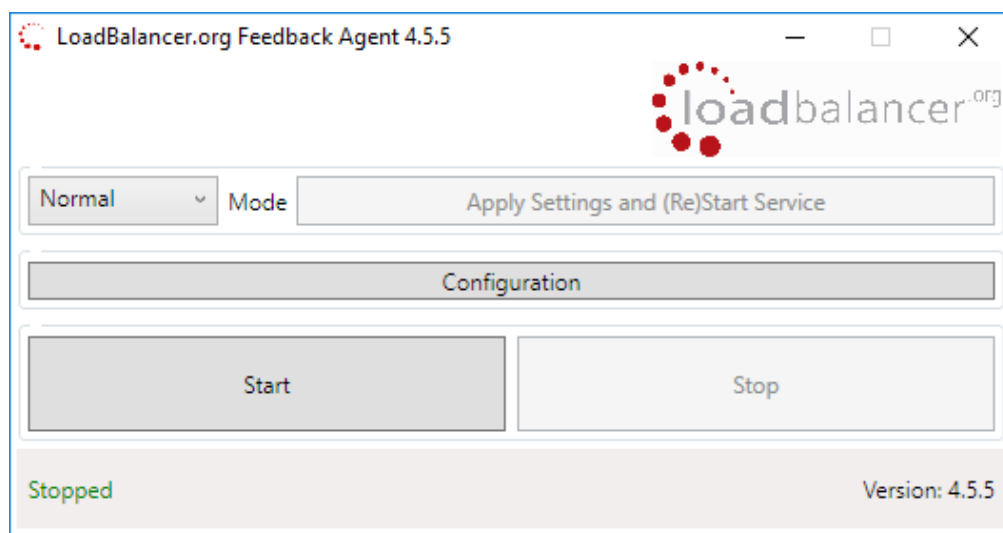 LoadBalancer.org Feedback Agent 4.5.5
loadbalancer.org
Normal Mode Apply Settings and (Re)Start Service
Configuration
Start Stop
Stopped Version: 4.5.5